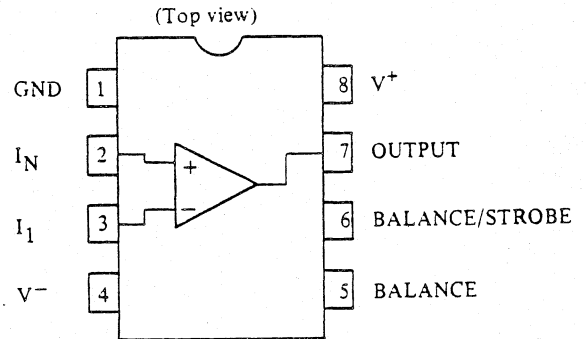 (Top view)
GND 1 8 V+
IN 2 + 7 OUTPUT
I1 3 − 6 BALANCE/STROBE
V− 4 5 BALANCE